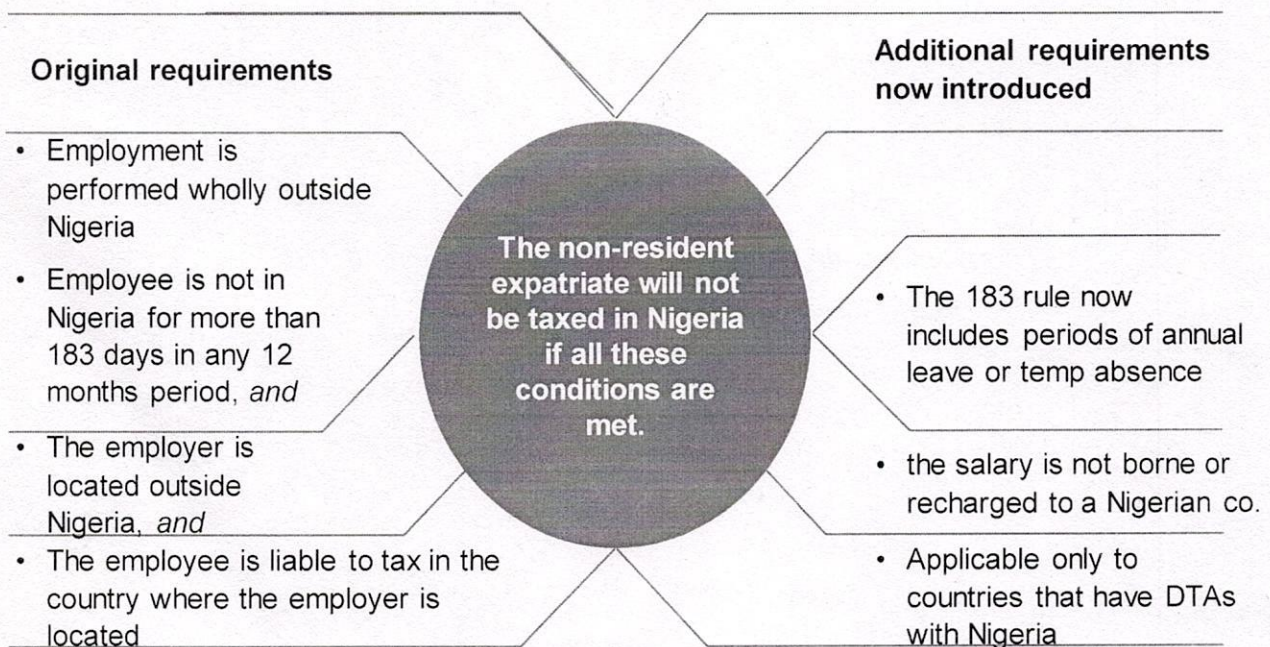 Original requirements
• Employment is
performed wholly outside
Nigeria
• Employee is not in
Nigeria for more than
183 days in any 12
months period, and
• The employer is
located outside
Nigeria, and
• The employee is liable to tax in the
country where the employer is
located
The non-resident
expatriate will not
be taxed in Nigeria
if all these
conditions are
met.
Additional requirements
now introduced
• The 183 rule now
includes periods of annual
leave or temp absence
• the salary is not borne or
recharged to a Nigerian co.
• Applicable only to
countries that have DTAs
with Nigeria